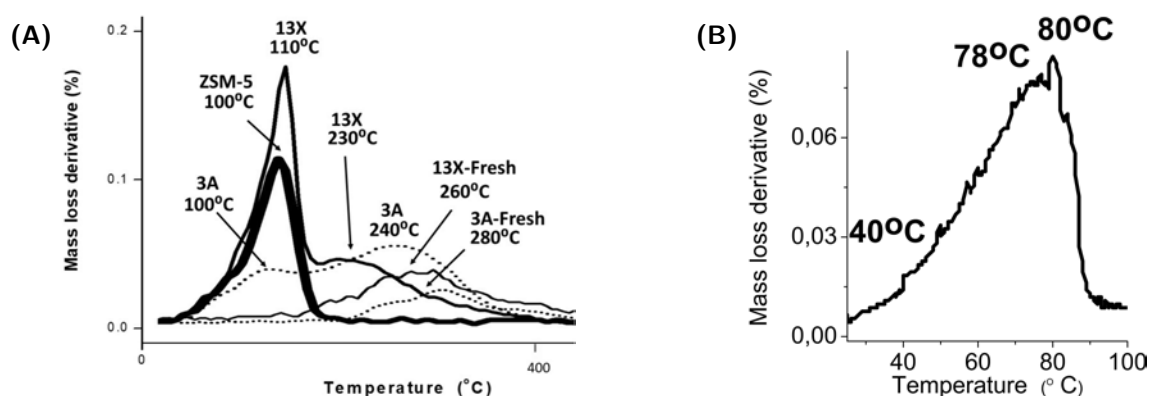 (A)
Mass loss derivative (%)
0.2
0.1
0.0
13X
110°C
ZSM-5
100°C
13X
230°C
3A
100°C
3A
240°C
13X-Fresh
260°C
3A-Fresh
280°C
0
400
Temperature (°C)
(B)
Mass loss derivative (%)
80°C
78°C
40°C
0,06
0,03
0,00
40
60
80
100
Temperature (° C)